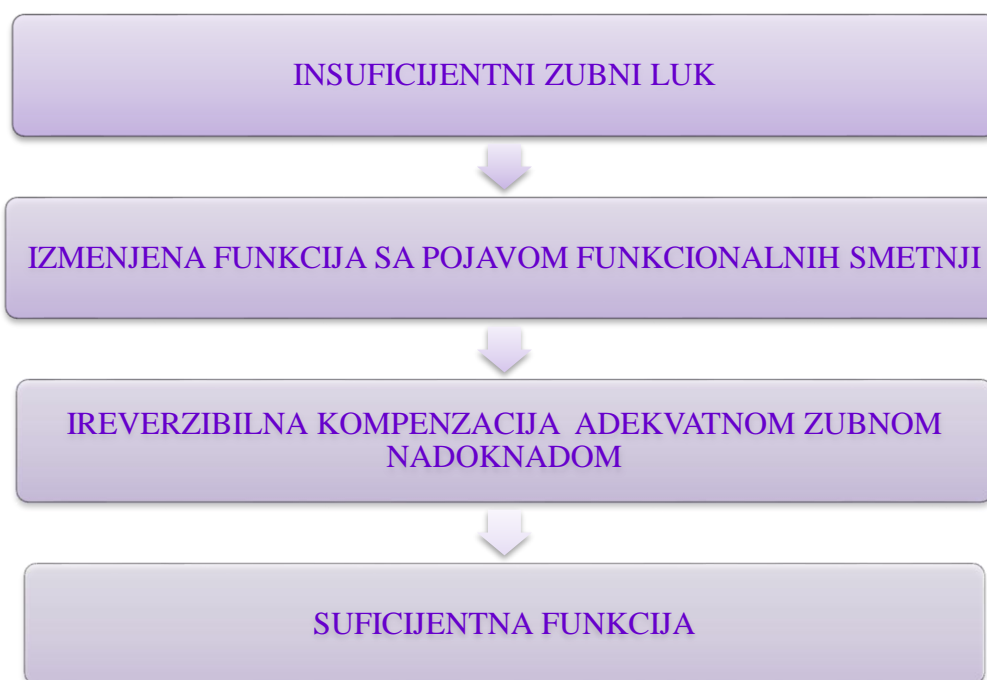 INSUFICIJENTNI ZUBNI LUK
IZMENJENA FUNKCIJA SA POJAVOM FUNKCIONALNIH SMETNJI
IREVERZIBILNA KOMPENZACIJA ADEKVATNOM ZUBNOM
NADOKNADOM
SUFICIJENTNA FUNKCIJA